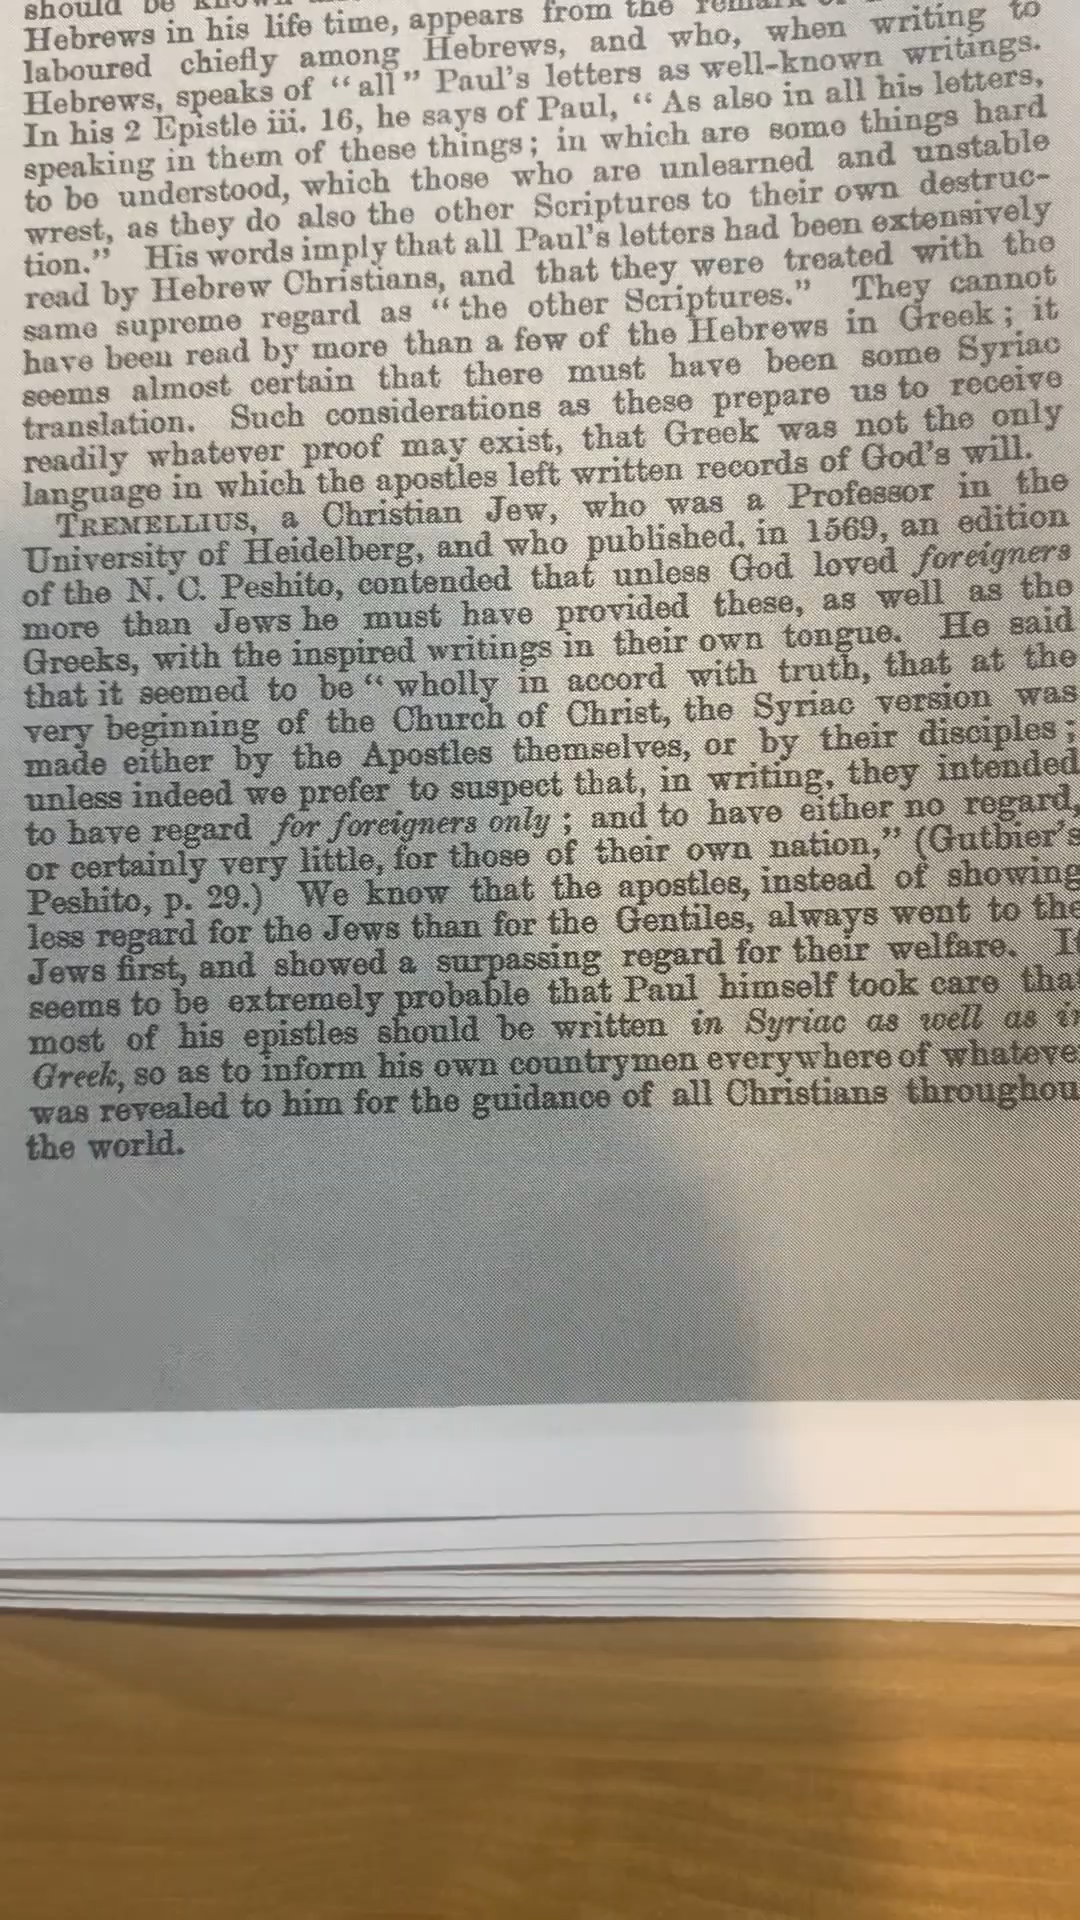 should be known
Hebrews in his life time, appears from the remark of
laboured chiefly among Hebrews, and who, when writing to
Hebrews, speaks of “all” Paul’s letters as well-known writings.
In his 2 Epistle iii. 16, he says of Paul, “As also in all his letters,
speaking in them of these things; in which are some things hard
to be understood, which those who are unlearned and unstable
wrest, as they do also the other Scriptures to their own destruc-
tion.” His words imply that all Paul’s letters had been extensively
read by Hebrew Christians, and that they were treated with the
same supreme regard as “the other Scriptures.” They cannot
have been read by more than a few of the Hebrews in Greek; it
seems almost certain that there must have been some Syriac
translation. Such considerations as these prepare us to receive
readily whatever proof may exist, that Greek was not the only
language in which the apostles left written records of God’s will.
TREMELLIUS, a Christian Jew, who was a Professor in the
University of Heidelberg, and who published, in 1569, an edition
of the N. C. Peshito, contended that unless God loved foreigners
more than Jews he must have provided these, as well as the
Greeks, with the inspired writings in their own tongue. He said
that it seemed to be “wholly in accord with truth, that at the
very beginning of the Church of Christ, the Syriac version was
made either by the Apostles themselves, or by their disciples;
unless indeed we prefer to suspect that, in writing, they intended
to have regard for foreigners only; and to have either no regard,
or certainly very little, for those of their own nation,” (Gutbier’s
Peshito, p. 29.) We know that the apostles, instead of showing
less regard for the Jews than for the Gentiles, always went to the
Jews first, and showed a surpassing regard for their welfare. It
seems to be extremely probable that Paul himself took care tha
most of his epistles should be written in Syriac as well as in
Greek, so as to inform his own countrymen everywhere of whateve
was revealed to him for the guidance of all Christians throughou
the world.